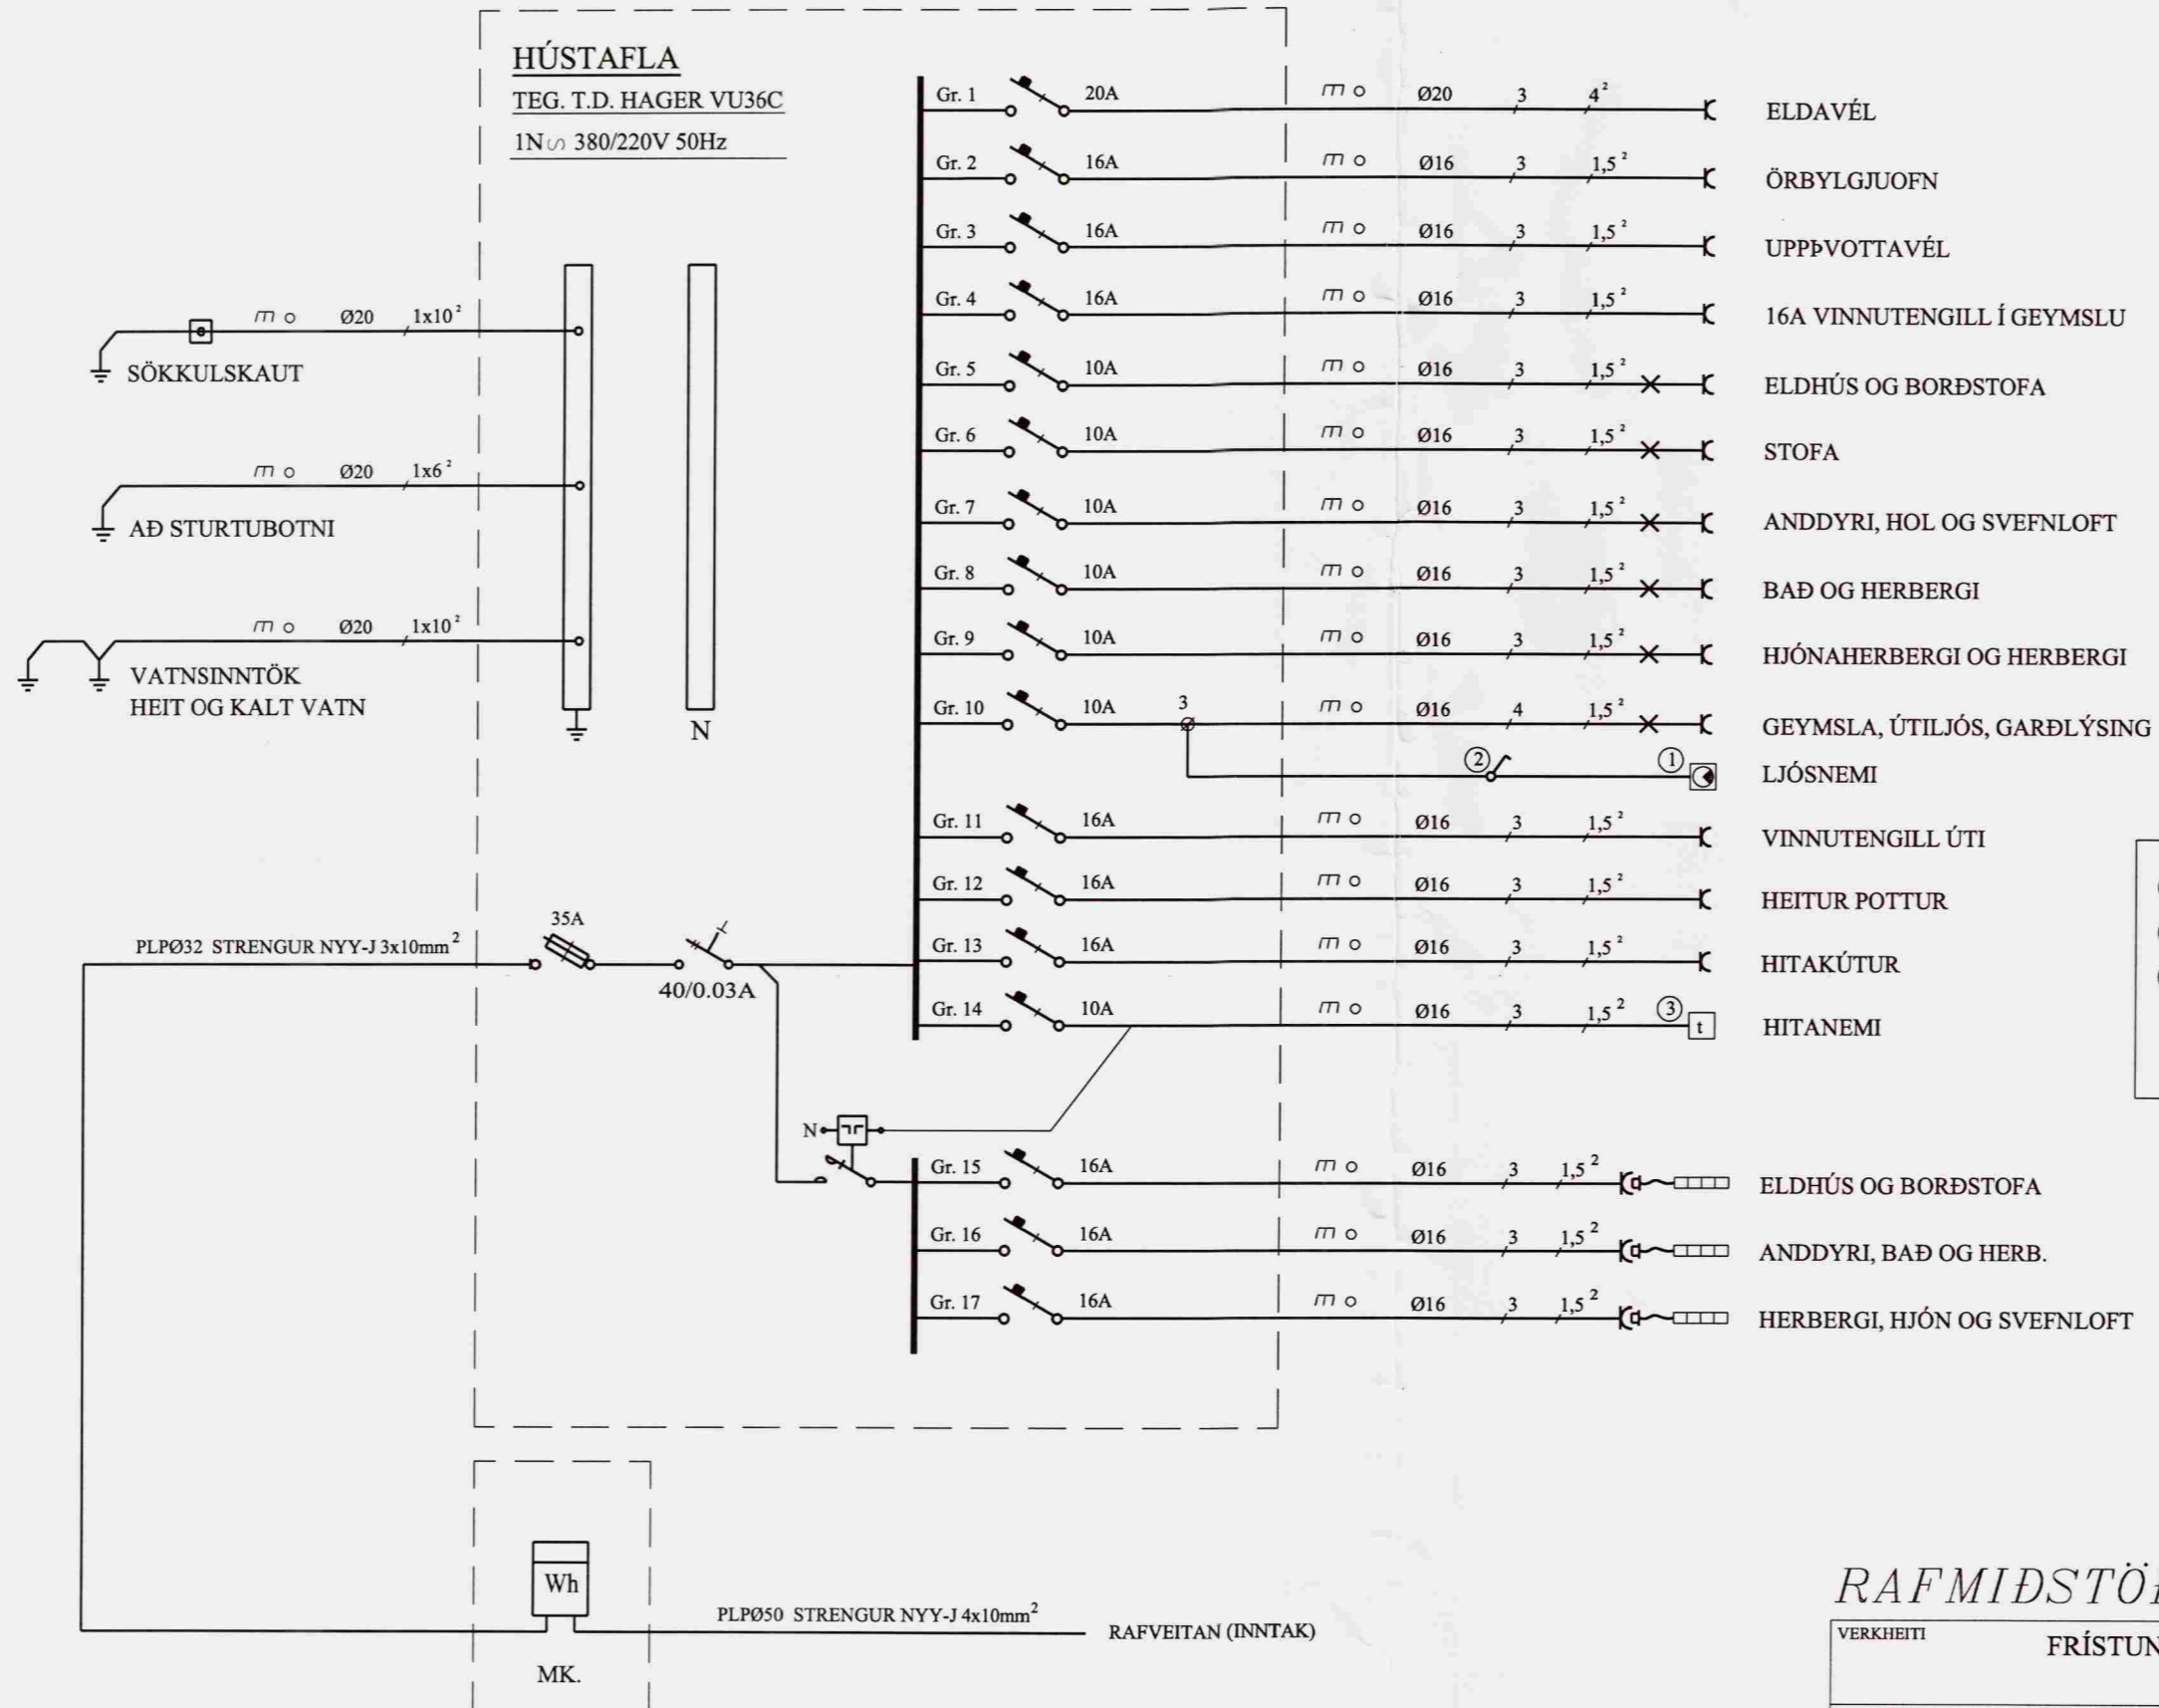 HÚSTAFLA
TEG. T.D. HAGER VU36C
1N∽ 380/220V 50Hz
Gr. 1 20A Ø20 3 4² ELDAVÉL
Gr. 2 16A Ø16 3 1,5² ÖRBYLGJUOFN
Gr. 3 16A Ø16 3 1,5² UPPÞVOTTAVÉL
Gr. 4 16A Ø16 3 1,5² 16A VINNUTENGILL Í GEYMSLU
Gr. 5 10A Ø16 3 1,5² ELDHÚS OG BORÐSTOFA
Gr. 6 10A Ø16 3 1,5² STOFA
Gr. 7 10A Ø16 3 1,5² ANDDYRI, HOL OG SVEFNLOFT
Gr. 8 10A Ø16 3 1,5² BAÐ OG HERBERGI
Gr. 9 10A Ø16 3 1,5² HJÓNAHERBERGI OG HERBERGI
Gr. 10 10A 3 Ø16 4 1,5² GEYMSLA, ÚTILJÓS, GARÐLÝSING
② ① LJÓSNEMI
Gr. 11 16A Ø16 3 1,5² VINNUTENGILL ÚTI
Gr. 12 16A Ø16 3 1,5² HEITUR POTTUR
Gr. 13 16A Ø16 3 1,5² HITAKÚTUR
Gr. 14 10A Ø16 3 1,5² ③ t HITANEMI
Gr. 15 16A Ø16 3 1,5² ELDHÚS OG BORÐSTOFA
Gr. 16 16A Ø16 3 1,5² ANDDYRI, BAÐ OG HERB.
Gr. 17 16A Ø16 3 1,5² HERBERGI, HJÓN OG SVEFNLOFT
Ø20 1x10²
SÖKKULSKAUT
Ø20 1x6²
AÐ STURTUBOTNI
Ø20 1x10²
VATNSINNTÖK
HEIT OG KALT VATN
N
35A
PLPØ32 STRENGUR NYY-J 3x10mm²
40/0.03A
N
Wh
PLPØ50 STRENGUR NYY-J 4x10mm²
RAFVEITAN (INNTAK)
MK.
RAFMIÐSTÖ
VERKHEITI
FRÍSTUN